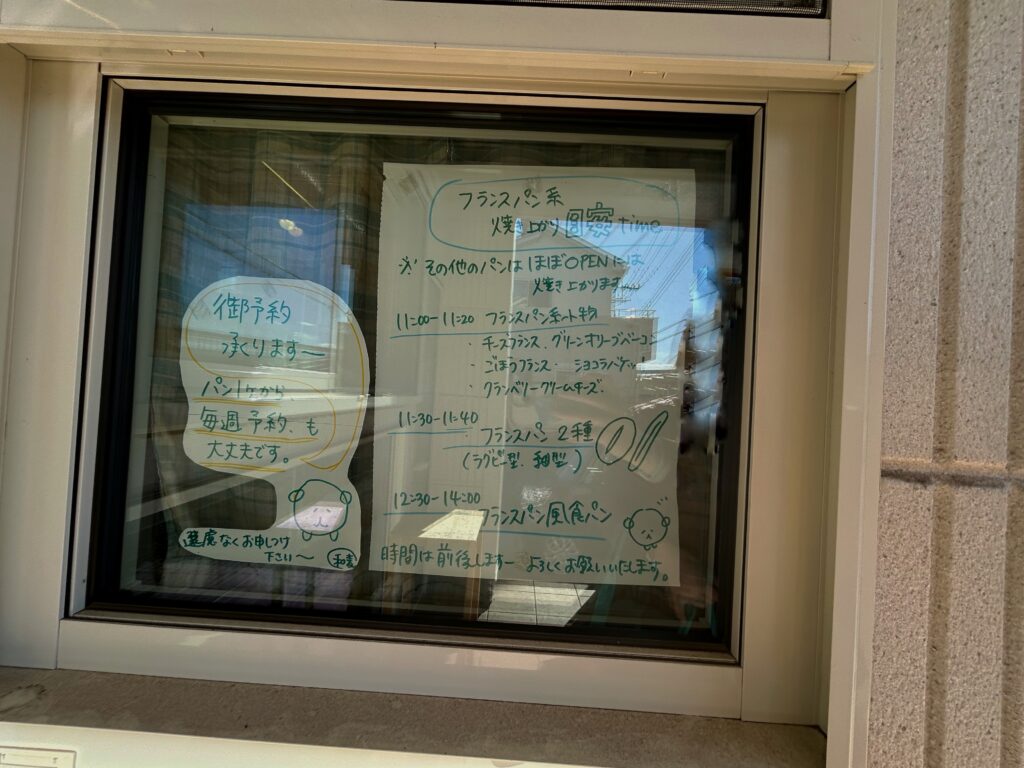 御予約
承ります〜
パン1ヶから
毎週予約も
大丈夫です。
遠慮なくお申しつけ
下さい〜
フランスパン系
焼き上がり目安time
※その他のパンはほぼOPENには
焼き上がります
11:00-11:20 フランスパン系
・チーズフランス・グリーンオリーブベーコン
・ごぼうフランス・ショコラバゲット
・クランベリークリームチーズ
11:30-11:40
フランスパン2種
(ラグビー型、細型)
12:30-14:00
フランスパン風食パン
時間は前後します― よろしくお願いいたします。